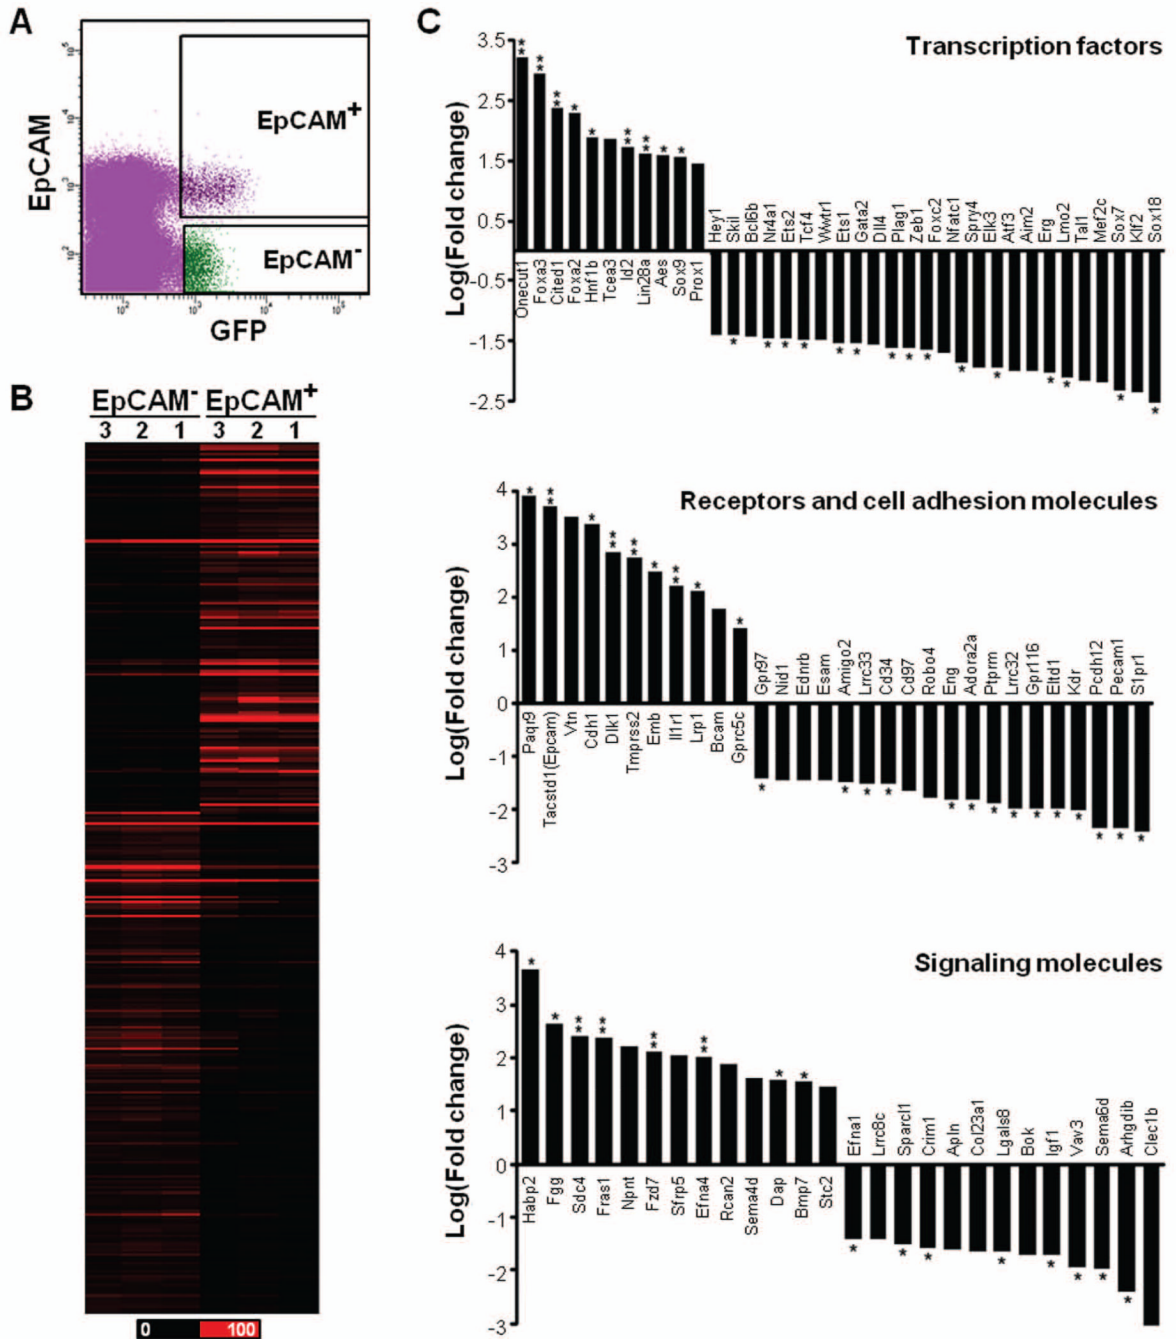 A
EpCAM
10⁵
10⁴
10³
10²
EpCAM⁺
EpCAM⁻
10²
10³
10⁴
10⁵
GFP
B
EpCAM⁻ EpCAM⁺
3 2 1 3 2 1
0 100
C
Transcription factors
Log(Fold change)
3.5
2.5
1.5
0.5
-0.5
-1.5
-2.5
Onecut1
Foxa3
Cited1
Foxa2
Hnf1b
Tcea3
Id2
Lin28a
Aes
Sox9
Prox1
Hey1
Skil
Bcl6b
Nr4a1
Ets2
Tcf4
Wwtr1
Ets1
Gata2
Dll4
Plag1
Zeb1
Foxc2
Nfatc1
Spry4
Elk3
Atf3
Aim2
Erg
Lmo2
Tal1
Mef2c
Sox7
Klf2
Sox18
Receptors and cell adhesion molecules
Log(Fold change)
4
3
2
1
0
-1
-2
-3
Paqr9
Tacstd1(Epcam)
Vtn
Cdh1
Dlk1
Tmprss2
Emb
Il1r1
Lrp1
Bcam
Gprc5c
Gpr97
Nid1
Ednrb
Esam
Amigo2
Lrrc33
Cd34
Cd97
Robo4
Eng
Adora2a
Ptprm
Lrrc32
Gpr116
Eltd1
Kdr
Pcdh12
Pecam1
S1pr1
Signaling molecules
Log(Fold change)
4
3
2
1
0
-1
-2
-3
Habp2
Fgg
Sdc4
Fras1
Npnt
Fzd7
Sfrp5
Efna4
Rcan2
Sema4d
Dap
Bmp7
Stc2
Efna1
Lrrc8c
Sparcl1
Crim1
Apln
Col23a1
Lgals8
Bok
Igf1
Vav3
Sema6d
Arhgdib
Clec1b